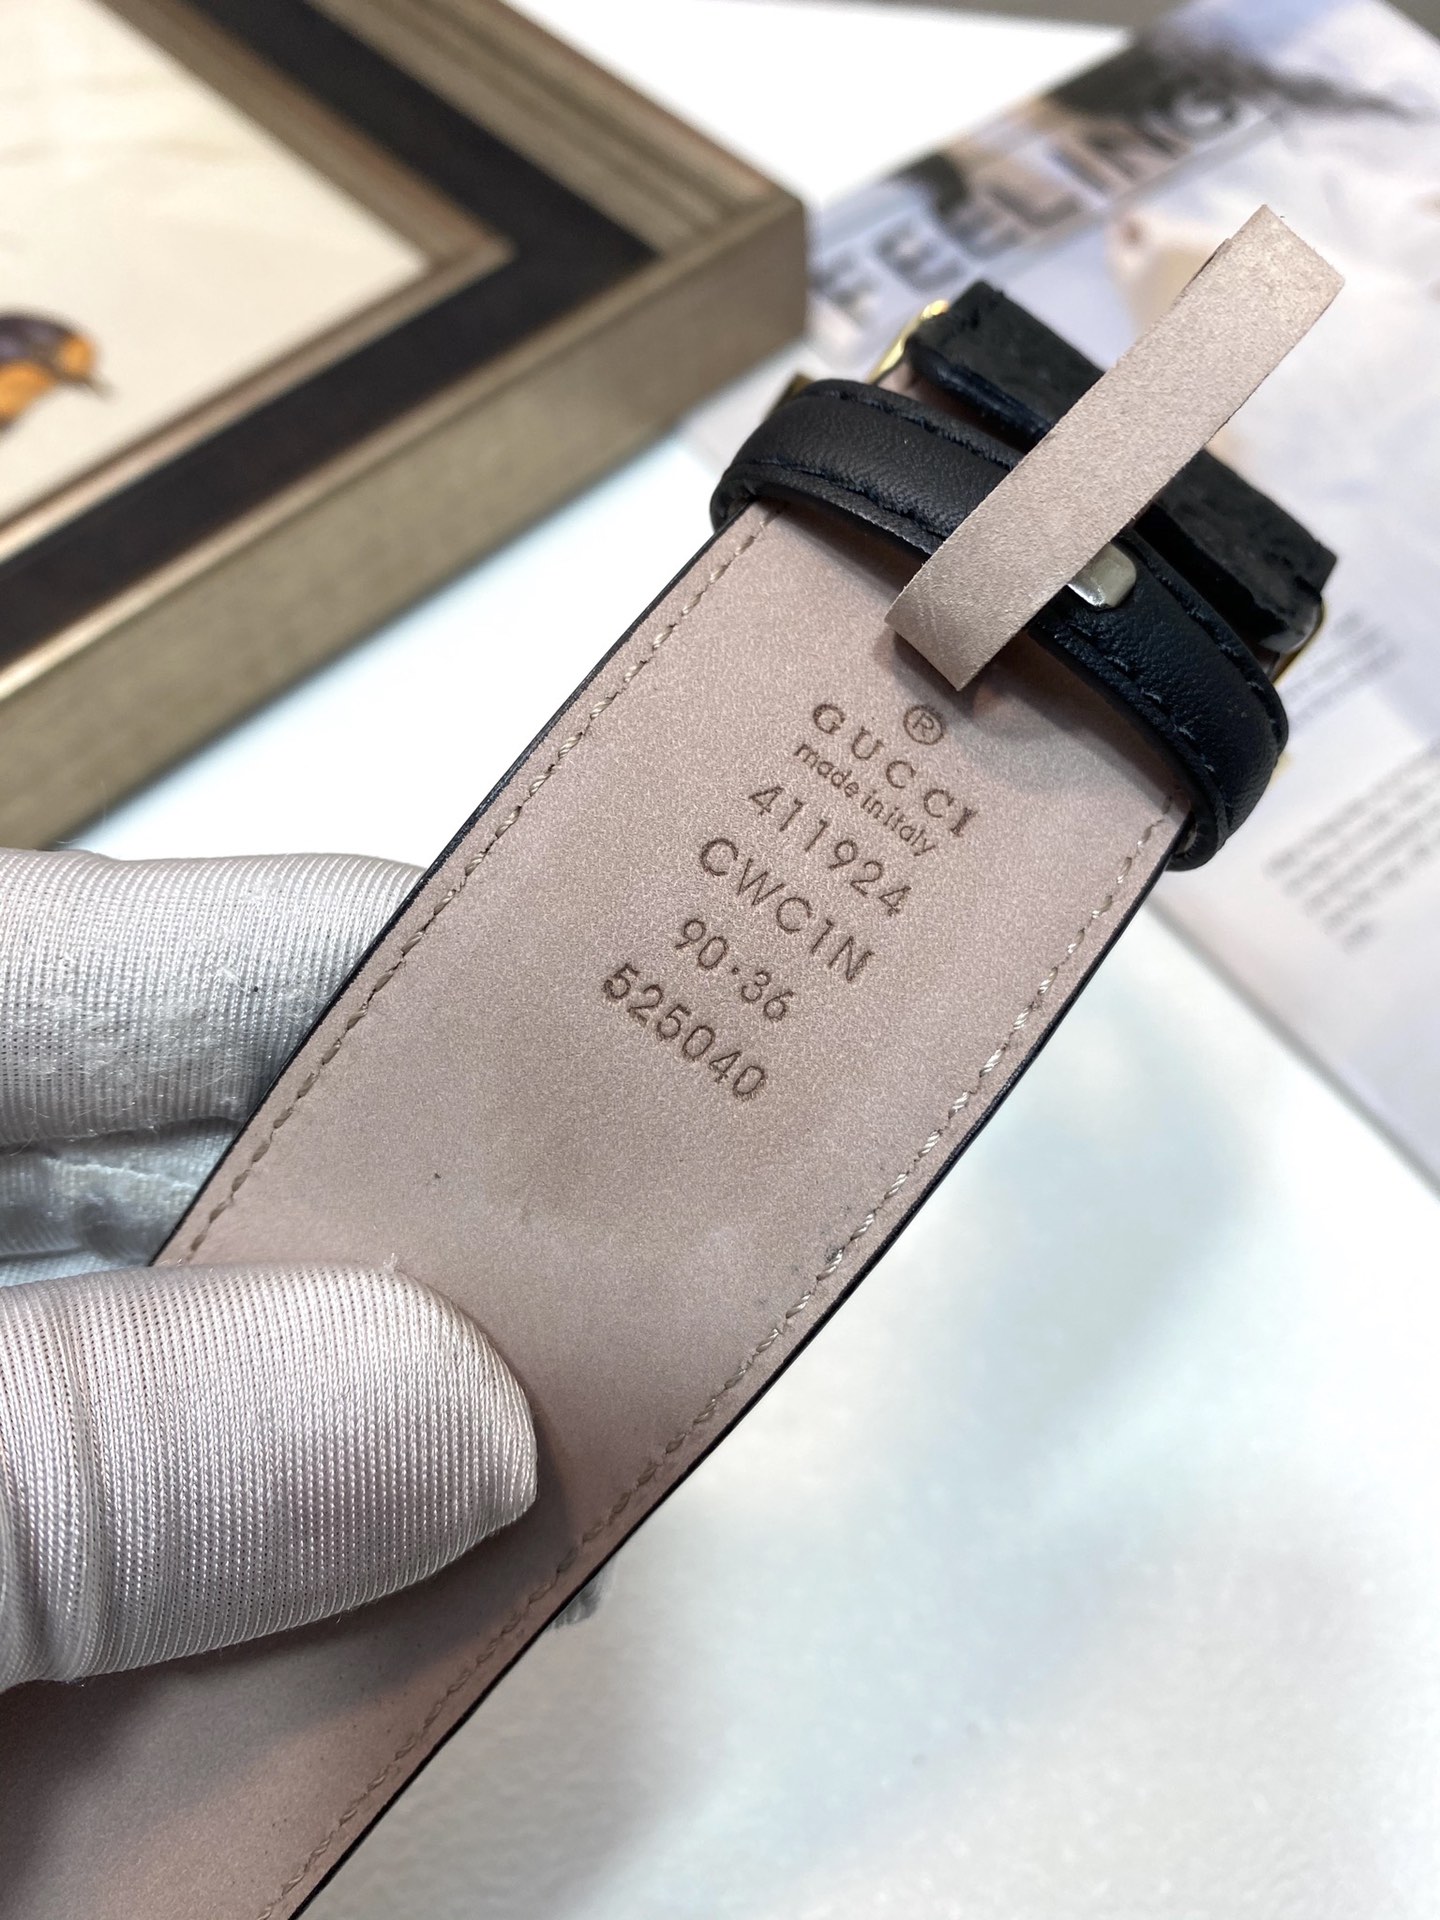 FEELING
®
GUCCI
made in italy
411924
CWC1N
90·36
525040